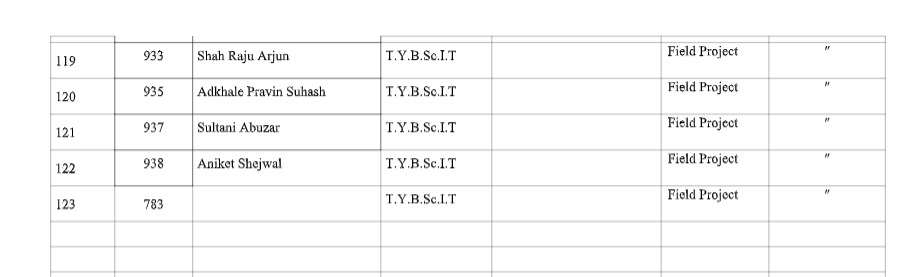 119 933 Shah Raju Arjun T.Y.B.Sc.I.T Field Project "
120 935 Adkhale Pravin Suhash T.Y.B.Sc.I.T Field Project "
121 937 Sultani Abuzar T.Y.B.Sc.I.T Field Project "
122 938 Aniket Shejwal T.Y.B.Sc.I.T Field Project "
123 783 T.Y.B.Sc.I.T Field Project "